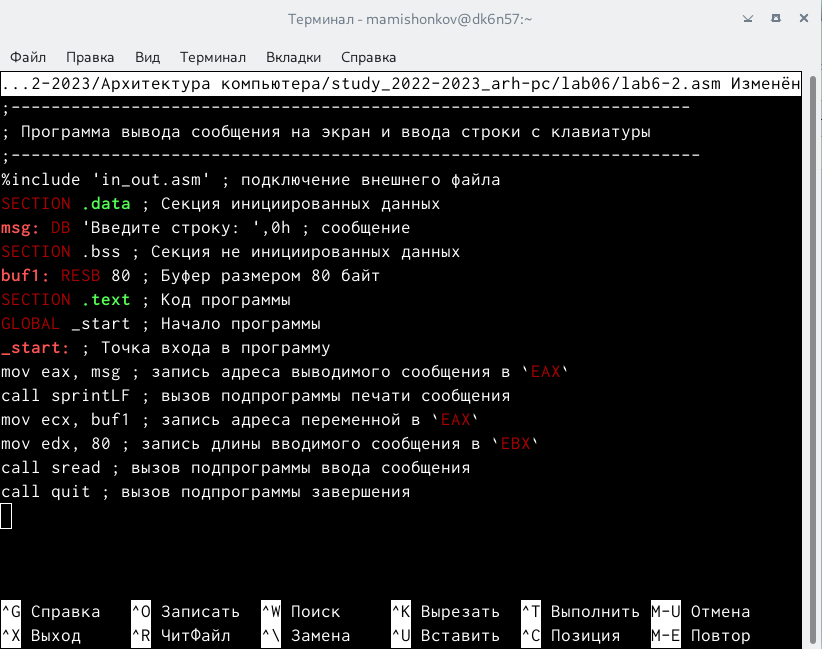 Терминал - mamishonkov@dk6n57:~
Файл Правка Вид Терминал Вкладки Справка
...2-2023/Архитектура компьютера/study_2022-2023_arh-pc/lab06/lab6-2.asm Изменён
;--------------------------------------------------------------------
; Программа вывода сообщения на экран и ввода строки с клавиатуры
;---------------------------------------------------------------------
%include 'in_out.asm' ; подключение внешнего файла
SECTION .data ; Секция инициированных данных
msg: DB 'Введите строку: ',0h ; сообщение
SECTION .bss ; Секция не инициированных данных
buf1: RESB 80 ; Буфер размером 80 байт
SECTION .text ; Код программы
GLOBAL _start ; Начало программы
_start: ; Точка входа в программу
mov eax, msg ; запись адреса выводимого сообщения в `EAX`
call sprintLF ; вызов подпрограммы печати сообщения
mov ecx, buf1 ; запись адреса переменной в `EAX`
mov edx, 80 ; запись длины вводимого сообщения в `EBX`
call sread ; вызов подпрограммы ввода сообщения
call quit ; вызов подпрограммы завершения
^G Справка ^O Записать ^W Поиск ^K Вырезать ^T Выполнить M-U Отмена
^X Выход ^R ЧитФайл ^\ Замена ^U Вставить ^C Позиция M-E Повтор